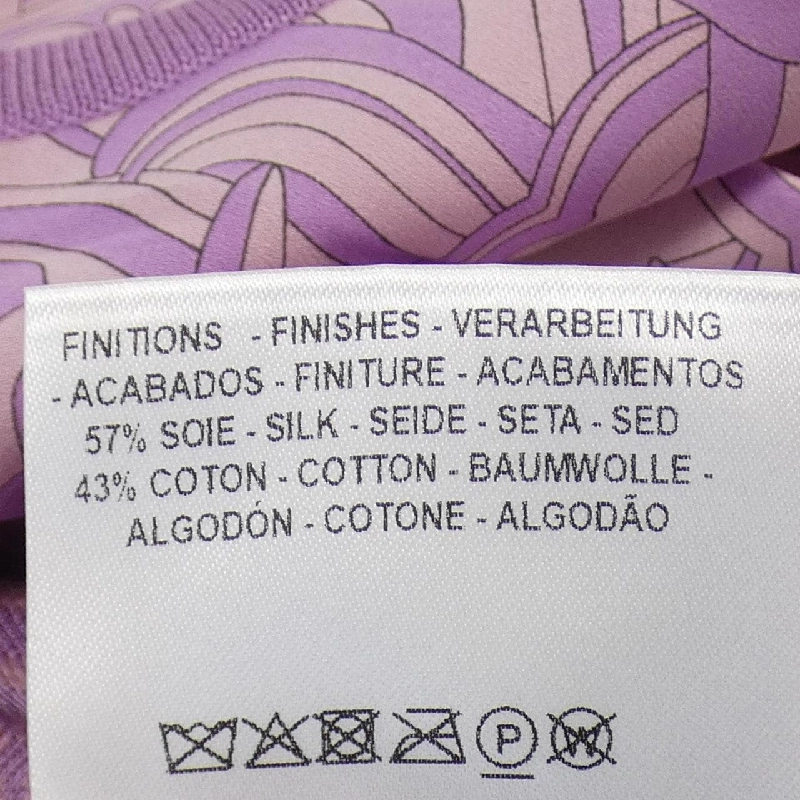 FINITIONS - FINISHES - VERARBEITUNG
- ACABADOS - FINITURE - ACABAMENTOS
57% SOIE - SILK - SEIDE - SETA - SED
43% COTON - COTTON - BAUMWOLLE -
ALGODÓN - COTONE - ALGODÃO
P W